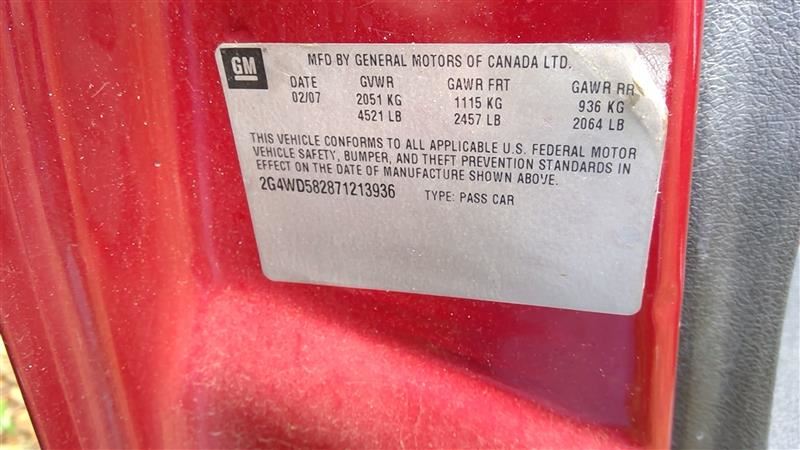 GM MFD BY GENERAL MOTORS OF CANADA LTD.
DATE GVWR GAWR FRT GAWR RR
02/07 2051 KG 1115 KG 936 KG
4521 LB 2457 LB 2064 LB
THIS VEHICLE CONFORMS TO ALL APPLICABLE U.S. FEDERAL MOTOR
VEHICLE SAFETY, BUMPER, AND THEFT PREVENTION STANDARDS IN
EFFECT ON THE DATE OF MANUFACTURE SHOWN ABOVE.
2G4WD582871213936 TYPE: PASS CAR